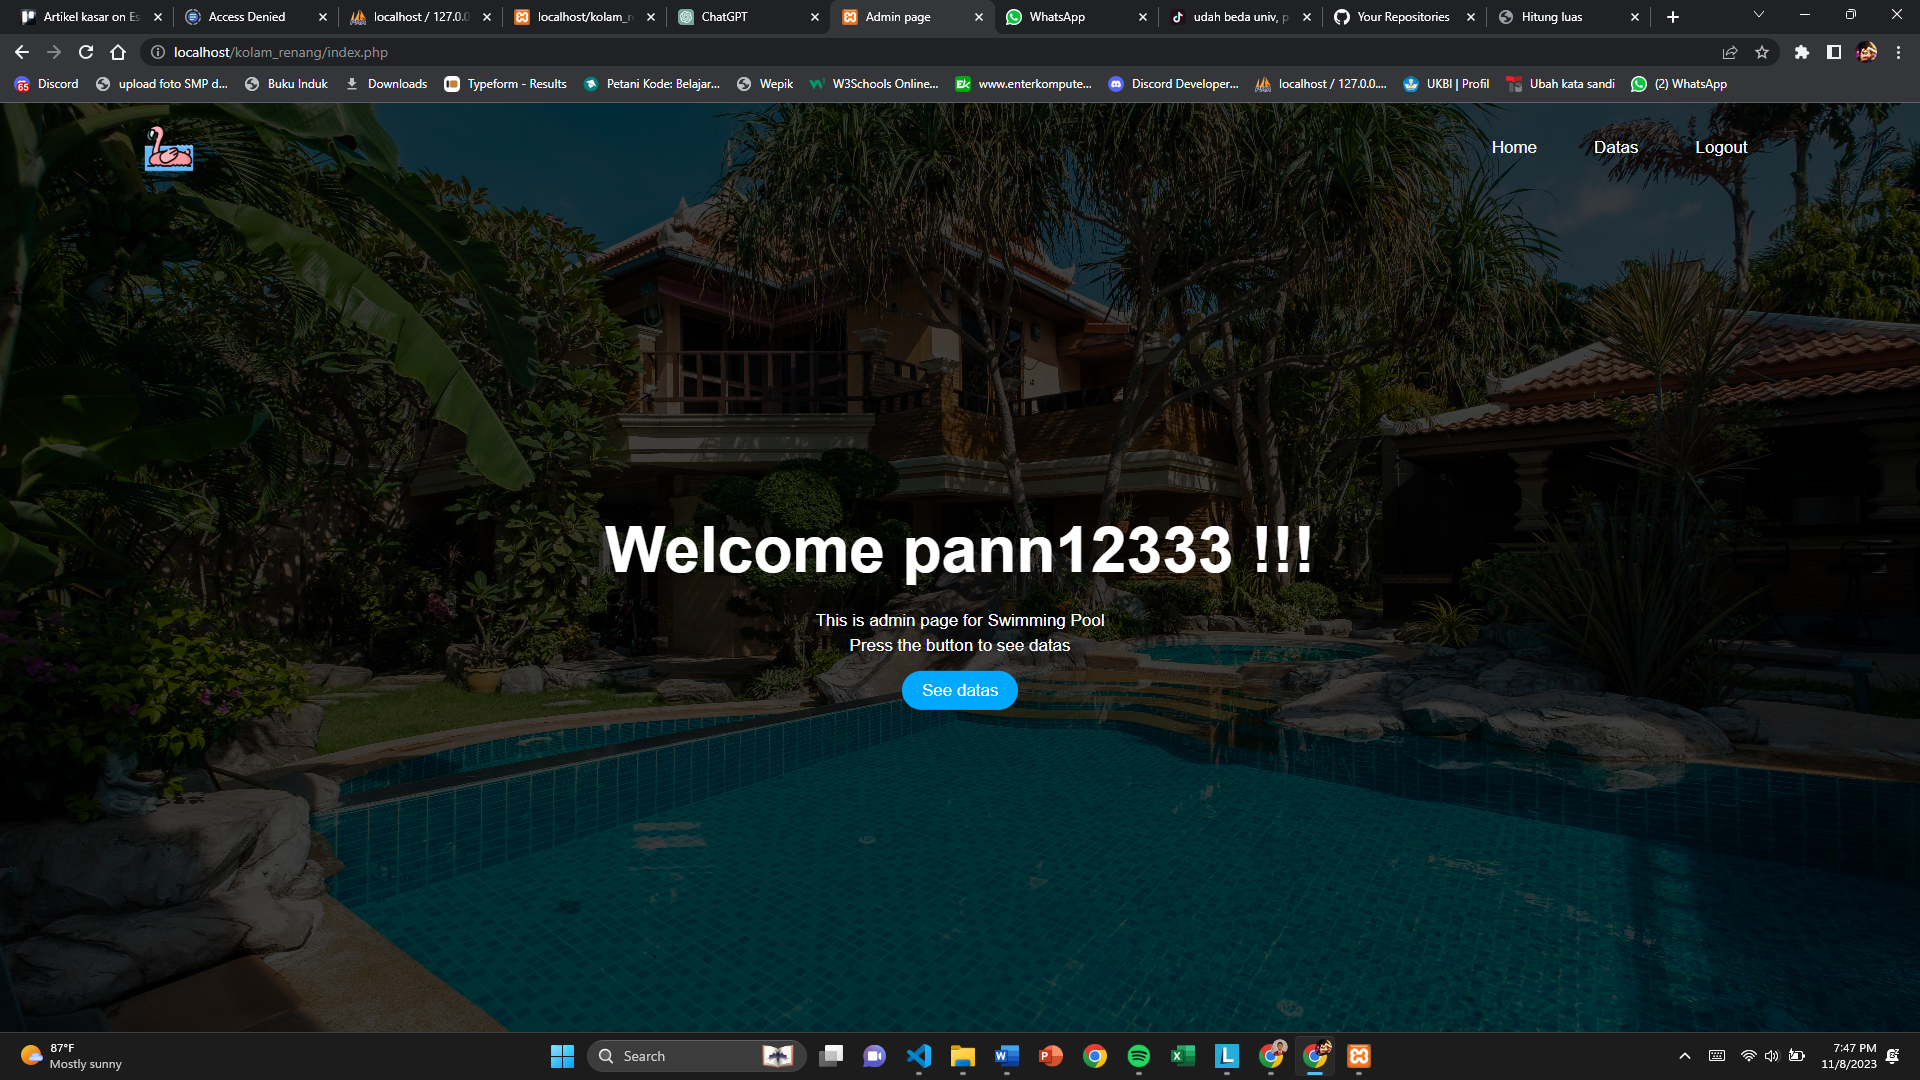 Artikel kasar on Es
Access Denied
localhost / 127.0.0
localhost/kolam_r
ChatGPT
Admin page
WhatsApp
udah beda univ, p
Your Repositories
Hitung luas
localhost/kolam_renang/index.php
65
Discord
upload foto SMP d...
Buku Induk
Downloads
Typeform - Results
Petani Kode: Belajar...
Wepik
W3Schools Online...
www.enterkompute...
Discord Developer...
localhost / 127.0.0....
UKBI | Profil
Ubah kata sandi
(2) WhatsApp
Home
Datas
Logout
Welcome pann12333 !!!
This is admin page for Swimming Pool
Press the button to see datas
See datas
87°F
Mostly sunny
Search
7:47 PM
11/8/2023